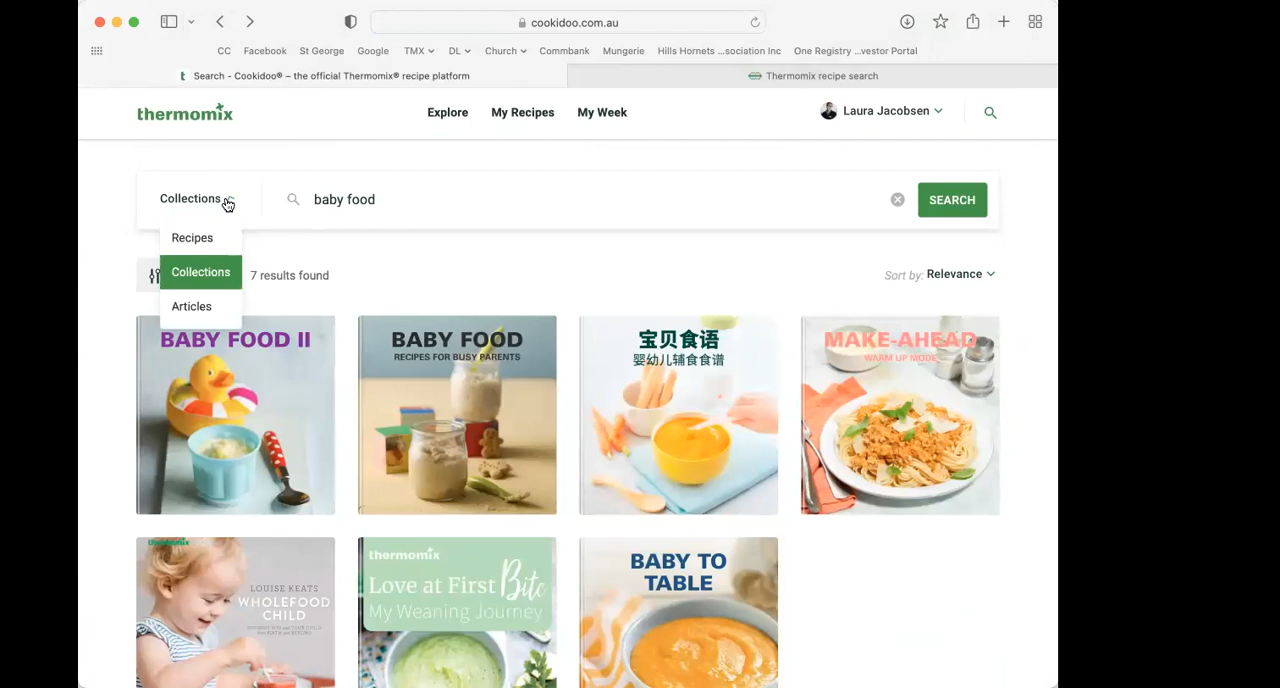 cookidoo.com.au
CC Facebook St George Google TMX DL Church Commbank Mungerie Hills Hornets ...sociation Inc One Registry ...vestor Portal
t Search - Cookidoo® – the official Thermomix® recipe platform
Thermomix recipe search
thermomix
Explore My Recipes My Week
Laura Jacobsen
Collections
baby food
SEARCH
Recipes
Collections
Articles
7 results found
Sort by: Relevance
BABY FOOD II
BABY FOOD
RECIPES FOR BUSY PARENTS
宝贝食语
婴幼儿辅食食谱
MAKE-AHEAD
WARM UP MODE
thermomix
LOUISE KEATS
WHOLEFOOD
CHILD
thermomix
Love at First Bite
My Weaning Journey
BABY TO
TABLE